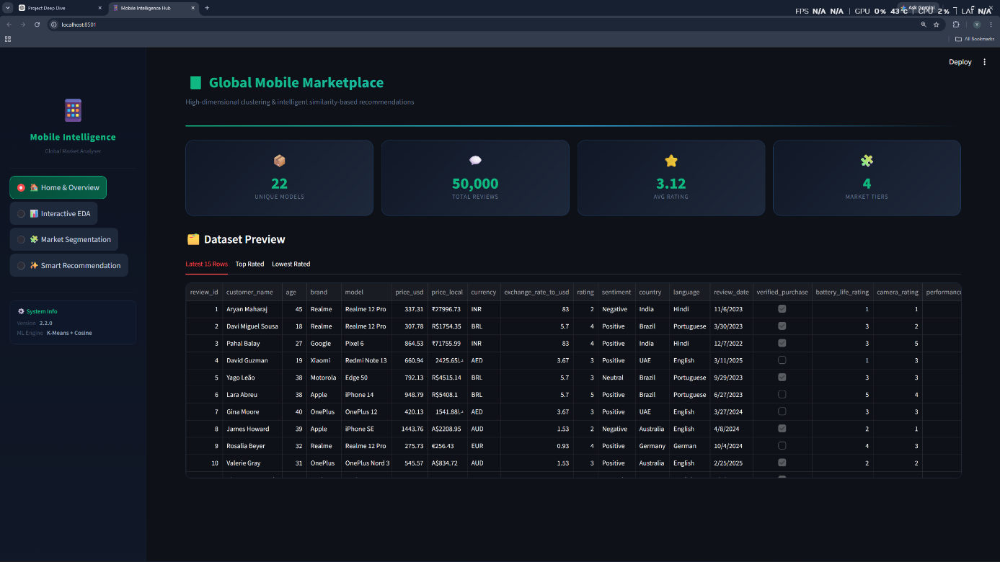 Project Deep Dive
Mobile Intelligence Hub
Ask Gemini
FPS N/A N/A | GPU 0 % 43 °C | CPU 2 % | LAT N/A
localhost:8501
Y
All Bookmarks
Deploy
Mobile Intelligence
Global Market Analyser
Home & Overview
Interactive EDA
Market Segmentation
Smart Recommendation
System Info
Version 2.2.0
ML Engine K-Means + Cosine
Global Mobile Marketplace
High-dimensional clustering & intelligent similarity-based recommendations
22
UNIQUE MODELS
50,000
TOTAL REVIEWS
3.12
AVG RATING
4
MARKET TIERS
Dataset Preview
Latest 15 Rows Top Rated Lowest Rated
review_id customer_name age brand model price_usd price_local currency exchange_rate_to_usd rating sentiment country language review_date verified_purchase battery_life_rating camera_rating performance
1 Aryan Maharaj 45 Realme Realme 12 Pro 337.31 ₹27996.73 INR 83 2 Negative India Hindi 11/6/2023 1 1
2 Davi Miguel Sousa 18 Realme Realme 12 Pro 307.78 R$1754.35 BRL 5.7 4 Positive Brazil Portuguese 3/30/2023 3 2
3 Pahal Balay 27 Google Pixel 6 864.53 ₹71755.99 INR 83 4 Positive India Hindi 12/7/2022 3 5
4 David Guzman 19 Xiaomi Redmi Note 13 660.94 2425.65 AED 3.67 3 Positive UAE English 3/11/2025 1 3
5 Yago Leão 38 Motorola Edge 50 792.13 R$4515.14 BRL 5.7 3 Neutral Brazil Portuguese 9/29/2023 3 3
6 Lara Abreu 38 Apple iPhone 14 948.79 R$5408.1 BRL 5.7 5 Positive Brazil Portuguese 6/27/2023 5 4
7 Gina Moore 40 OnePlus OnePlus 12 420.13 1541.88 AED 3.67 3 Positive UAE English 3/27/2024 3 3
8 James Howard 39 Apple iPhone SE 1443.76 A$2208.95 AUD 1.53 2 Negative Australia English 4/8/2024 2 1
9 Rosalia Beyer 32 Realme Realme 12 Pro 275.73 €256.43 EUR 0.93 4 Positive Germany German 10/4/2024 4 3
10 Valerie Gray 31 OnePlus OnePlus Nord 3 545.57 A$834.72 AUD 1.53 3 Positive Australia English 2/25/2025 2 2